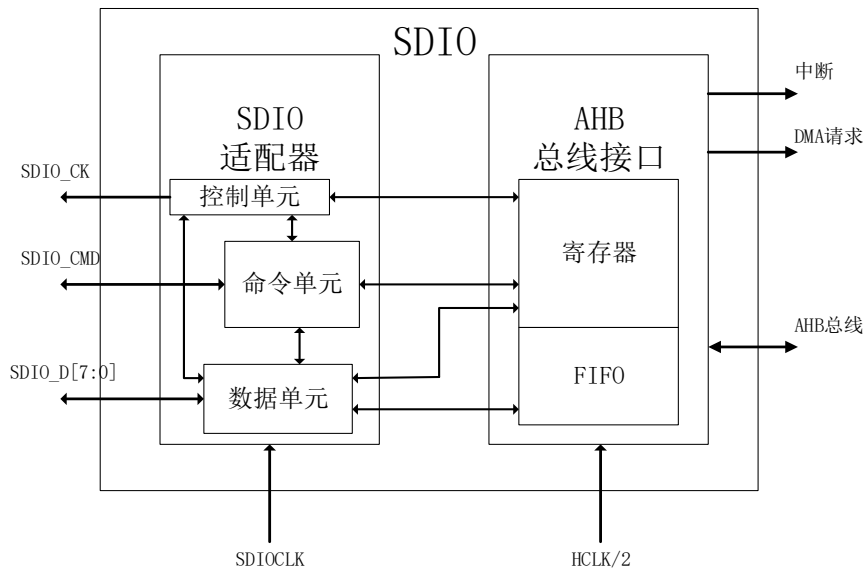 SDIO
中断
SDIO
适配器
AHB
总线接口
DMA请求
SDIO_CK
控制单元
SDIO_CMD
命令单元
寄存器
AHB总线
SDIO_D[7:0]
数据单元
FIFO
SDIOCLK
HCLK/2